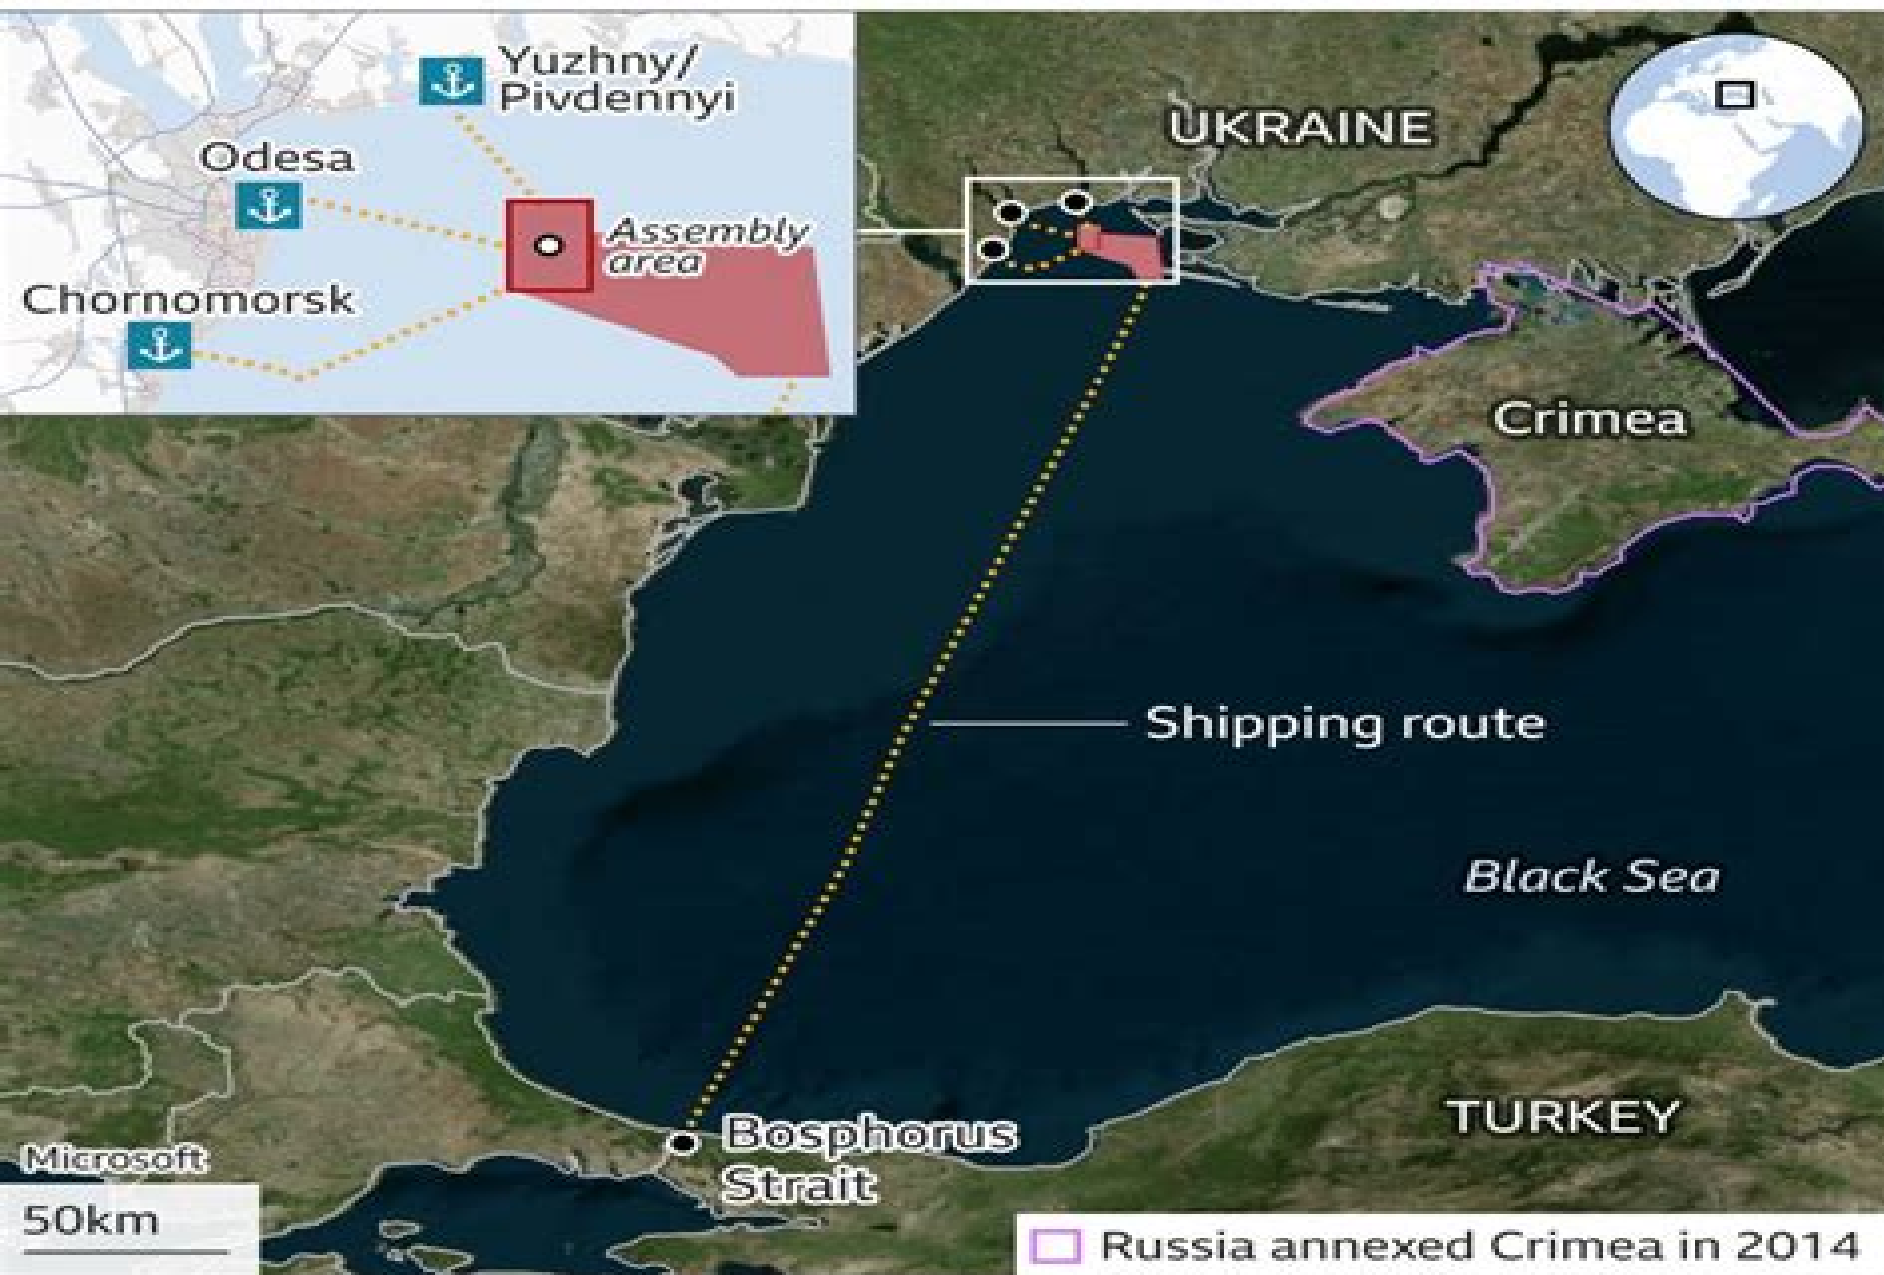 Yuzhny/
Pivdennyi
Odesa
Assembly
area
Chornomorsk
UKRAINE
Crimea
Shipping route
Black Sea
Bosphorus
Strait
TURKEY
Microsoft
50km
Russia annexed Crimea in 2014